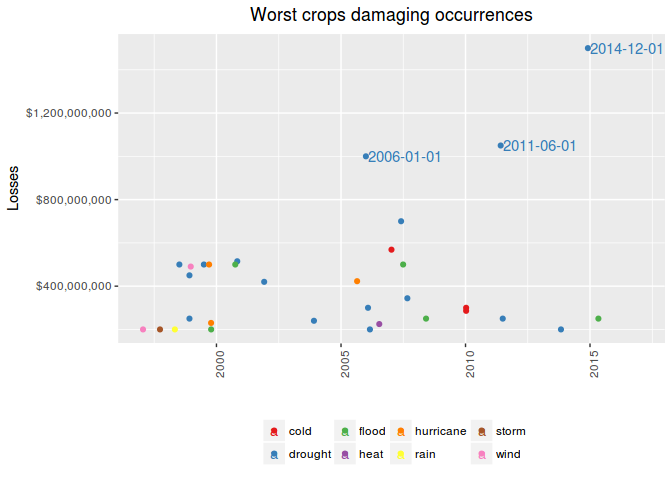 Worst crops damaging occurrences
2014-12-01
$1,200,000,000
2011-06-01
2006-01-01
Losses
$800,000,000
$400,000,000
2000
2005
2010
2015
cold flood hurricane storm
drought heat rain wind